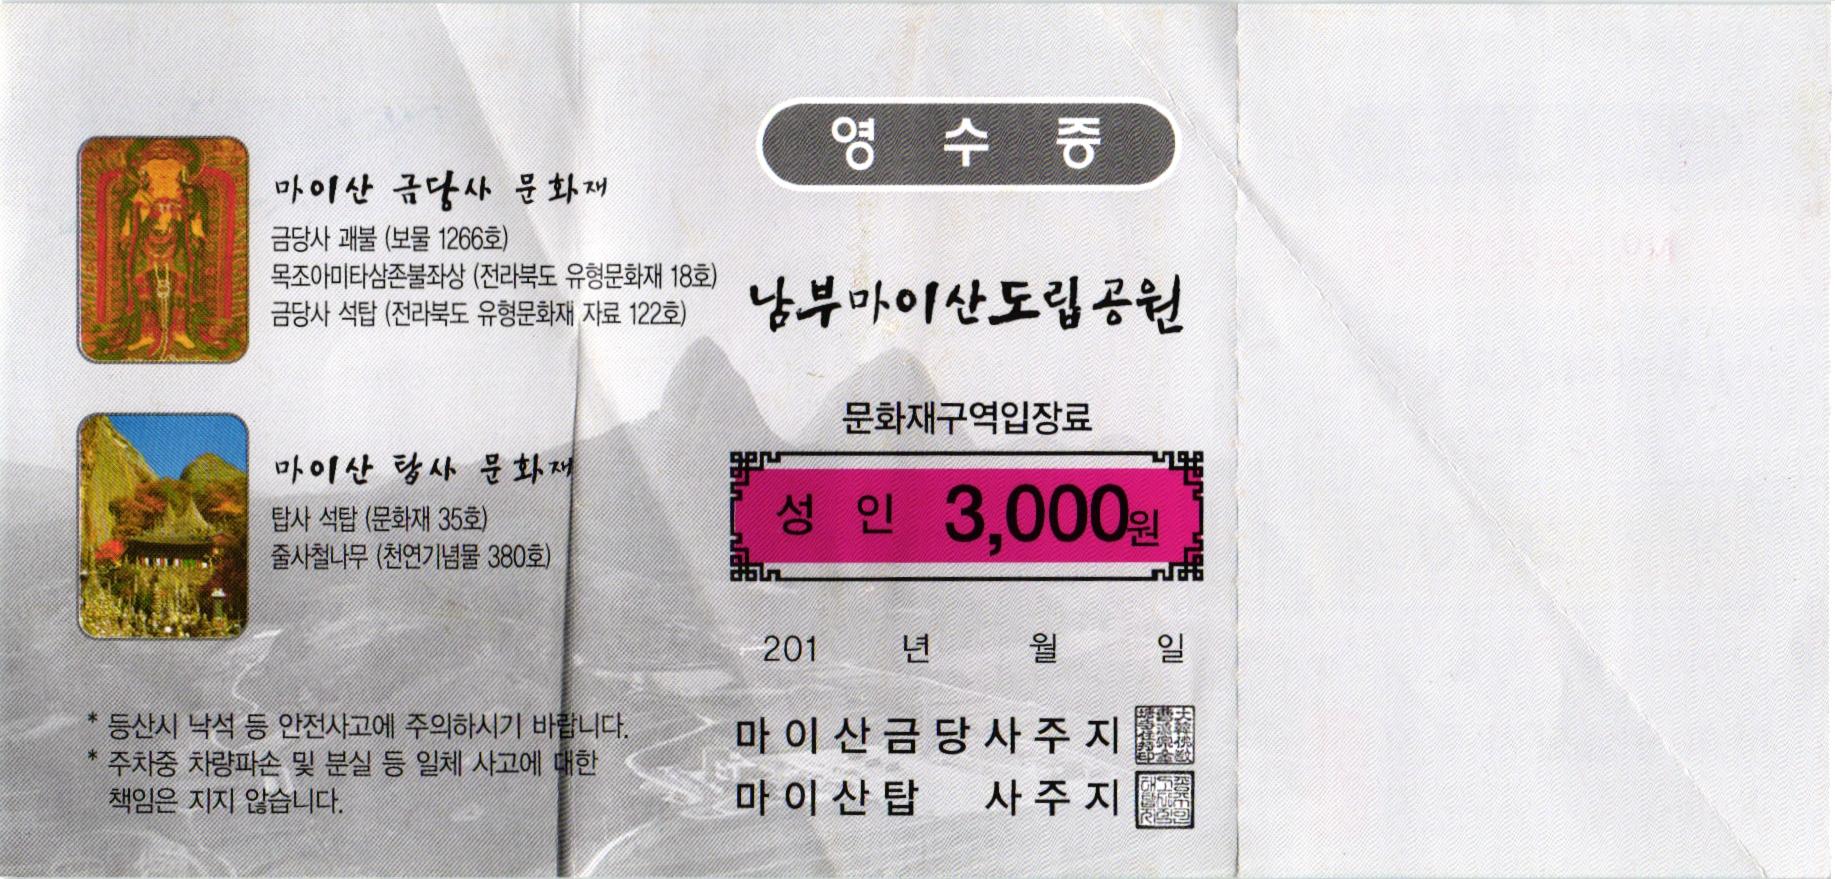 마이산 금당사 문화재
금당사 괘불 (보물 1266호)
목조아미타삼존불좌상 (전라북도 유형문화재 18호)
금당사 석탑 (전라북도 유형문화재 자료 122호)
마이산 탑사 문화재
탑사 석탑 (문화재 35호)
줄사철나무 (천연기념물 380호)
* 등산시 낙석 등 안전사고에 주의하시기 바랍니다.
* 주차중 차량파손 및 분실 등 일체 사고에 대한
책임은 지지 않습니다.
영 수 증
남부마이산도립공원
문화재구역입장료
성 인 3,000원
201 년 월 일
마이산금당사주지
마이산탑 사주지